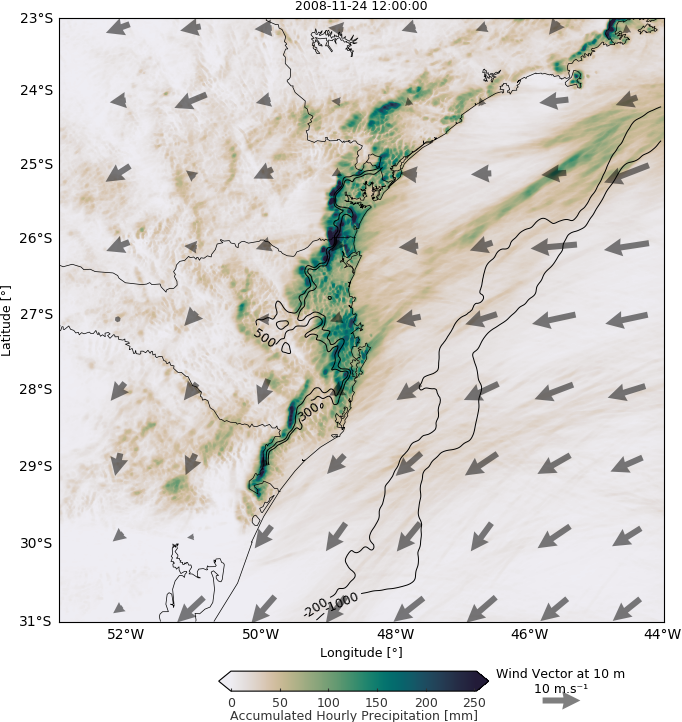 2008-11-24 12:00:00
23°S
24°S
25°S
26°S
27°S
28°S
29°S
30°S
31°S
Latitude [°]
500
300
-200
-1000
52°W 50°W 48°W 46°W 44°W
Longitude [°]
0 50 100 150 200 250
Accumulated Hourly Precipitation [mm]
Wind Vector at 10 m
10 m.s⁻¹